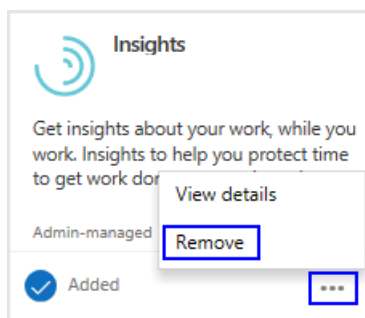 Insights
Get insights about your work, while you
work. Insights to help you protect time
to get work
View details
Admin-managed
Remove
Added